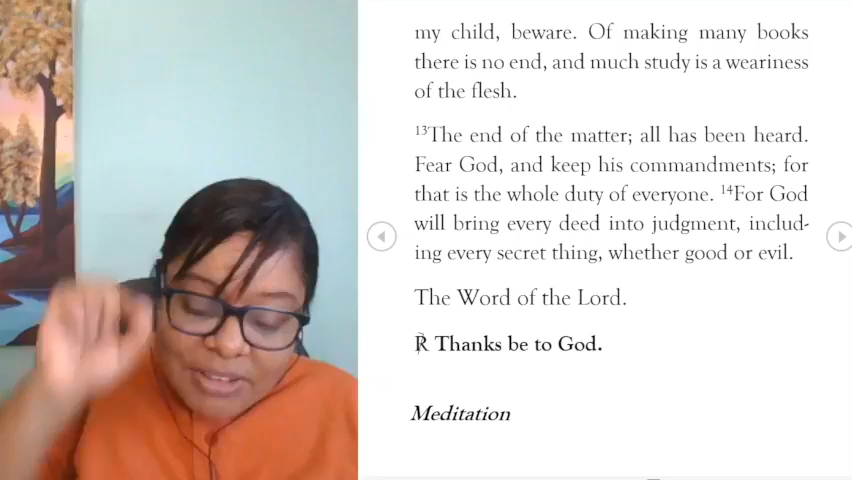 my child, beware. Of making many books
there is no end, and much study is a weariness
of the flesh.
¹³The end of the matter; all has been heard.
Fear God, and keep his commandments; for
that is the whole duty of everyone. ¹⁴For God
will bring every deed into judgment, includ-
ing every secret thing, whether good or evil.
The Word of the Lord.
℟ Thanks be to God.
Meditation